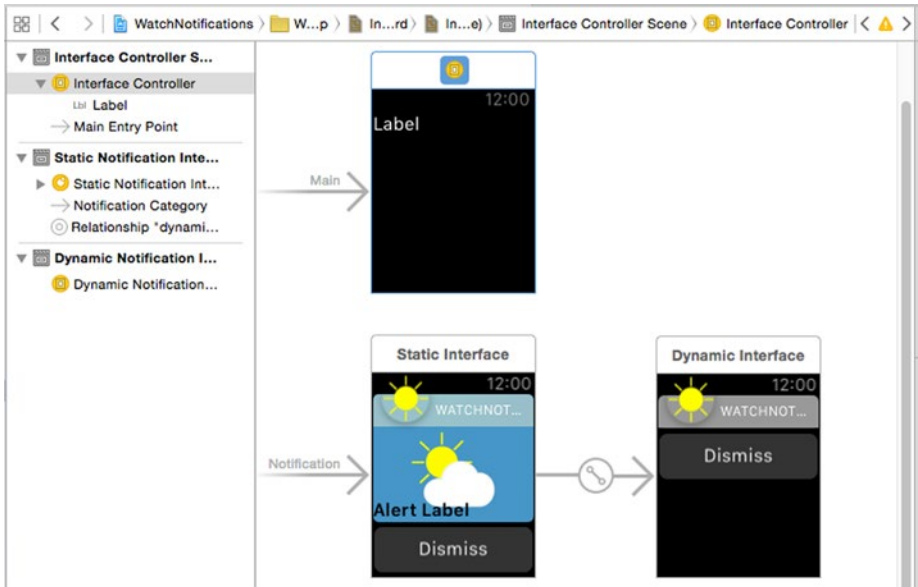 WatchNotifications W...p In...rd) In...e) Interface Controller Scene Interface Controller
Interface Controller S...
Interface Controller
Lbl Label
Main Entry Point
Static Notification Inte...
Static Notification Int...
Notification Category
Relationship "dynami...
Dynamic Notification I...
Dynamic Notification...
12:00
Label
Main
Static Interface
12:00
WATCHNOT...
Alert Label
Dismiss
Notification
Dynamic Interface
12:00
WATCHNOT...
Dismiss